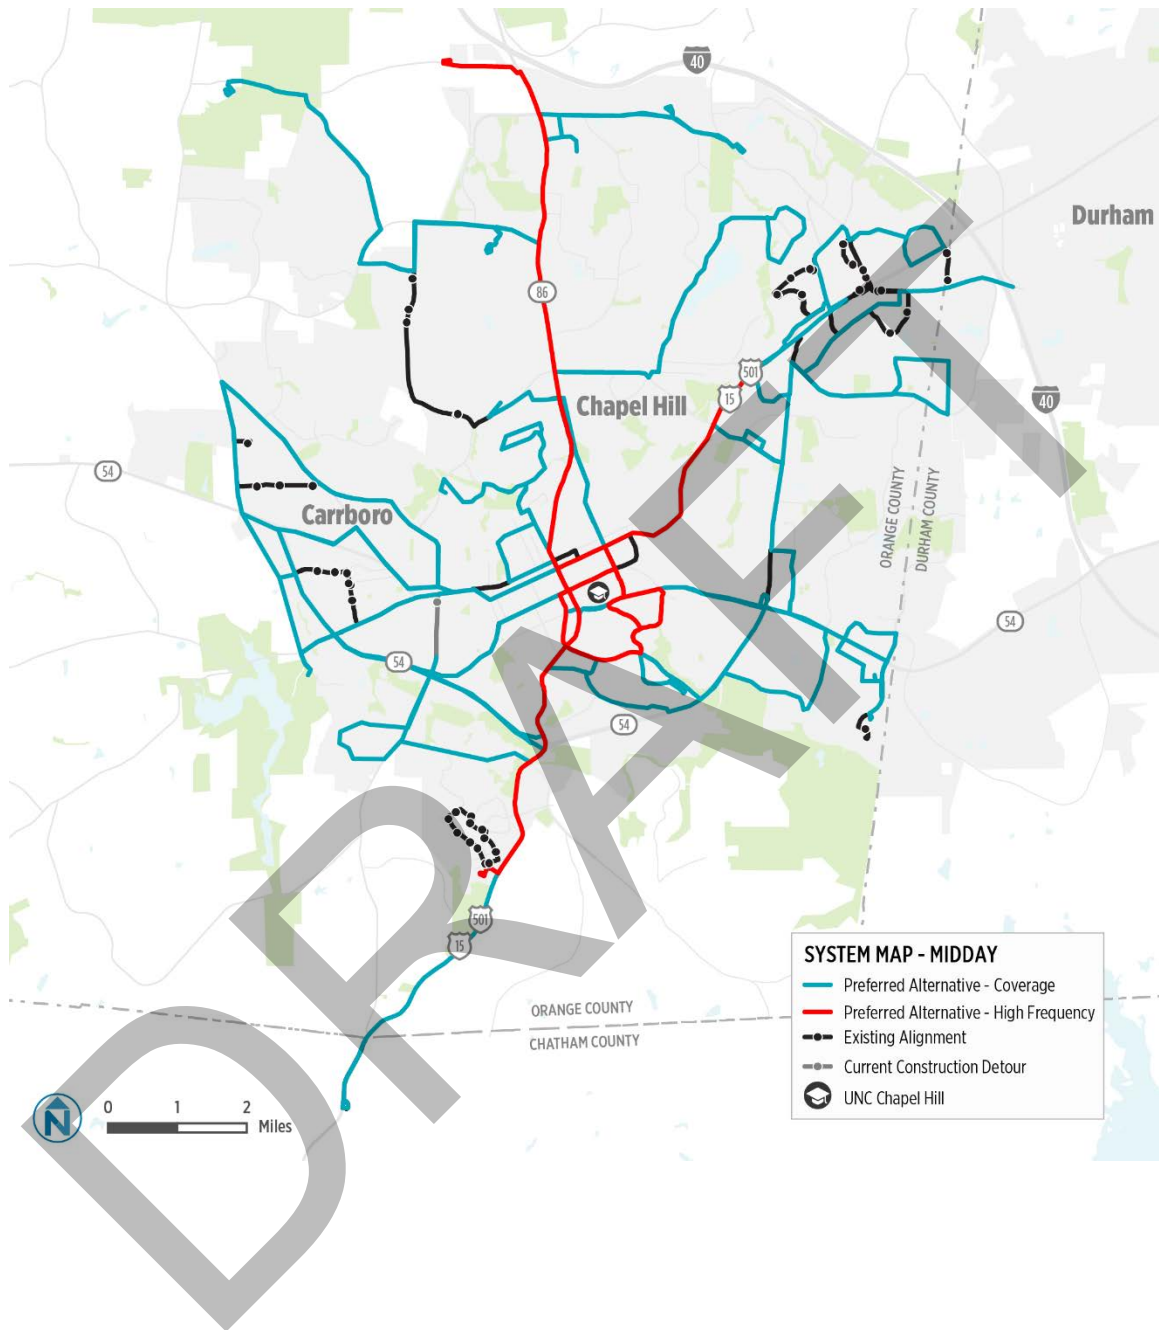 40
Durham
86
501
15
Chapel Hill
40
54
Carrboro
ORANGE COUNTY
DURHAM COUNTY
54
54
54
501
15
ORANGE COUNTY
CHATHAM COUNTY
SYSTEM MAP - MIDDAY
Preferred Alternative - Coverage
Preferred Alternative - High Frequency
Existing Alignment
Current Construction Detour
UNC Chapel Hill
N
0 1 2
Miles
DRAFT